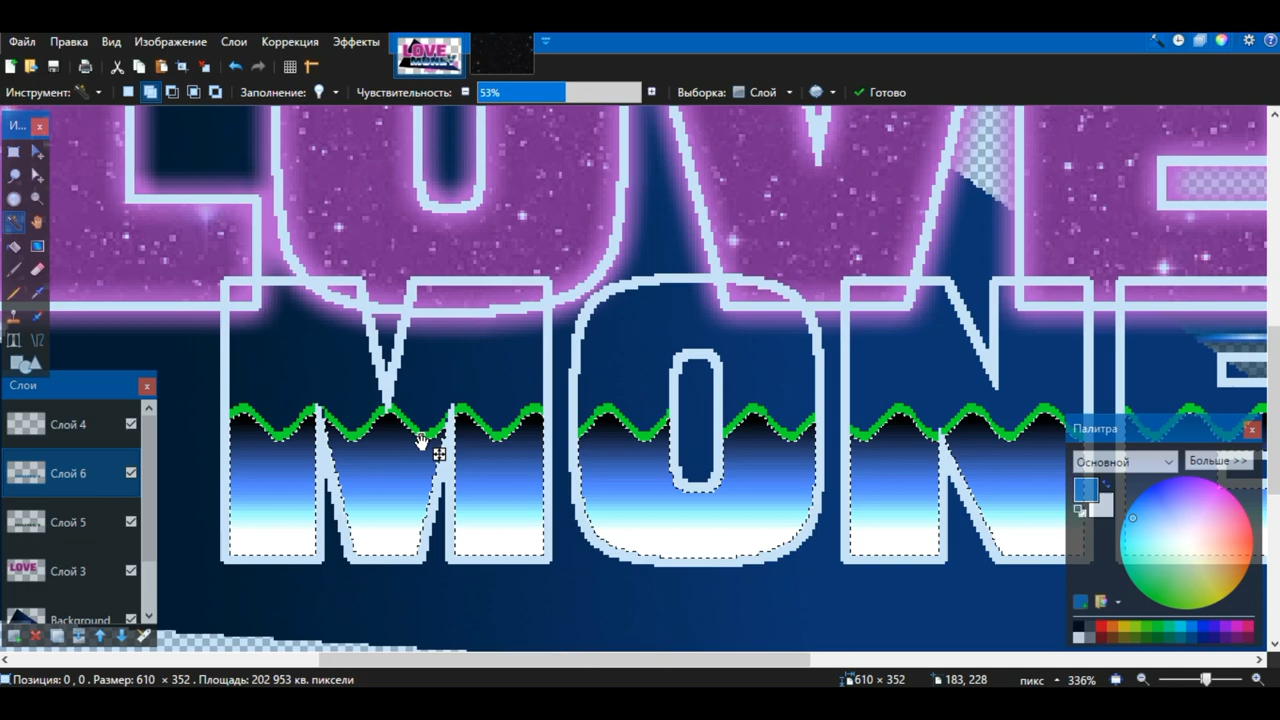 Файл Правка Вид Изображение Слои Коррекция Эффекты
LOVE
MONEY
Инструмент: Заполнение: Чувствительность: 53% Выборка: Слой Готово
И...
LOVE
MONE
Слои
Слой 4
Слой 6
Слой 5
LOVE
Слой 3
Background
Палитра
Основной
Больше >>
Позиция: 0 , 0 . Размер: 610 × 352 . Площадь: 202 953 кв. пиксели
610 × 352
183, 228
пикс
336%